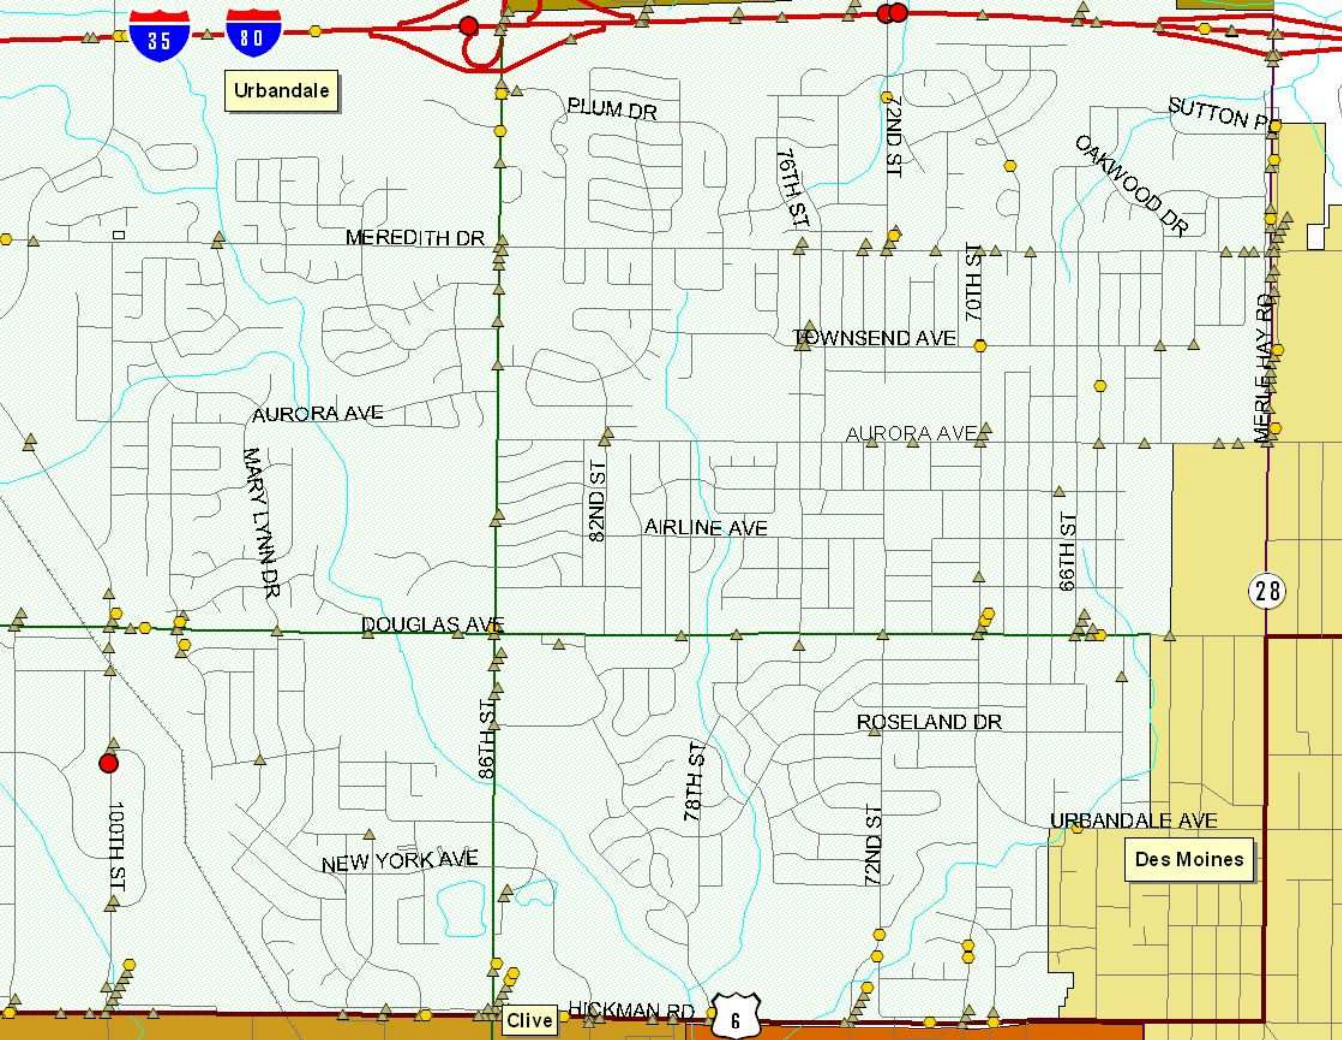 35
80
Urbandale
PLUM DR
72ND ST
SUTTON P
76TH ST
OAKWOOD DR
MEREDITH DR
70TH ST
MERLE HAY RD
TOWNSEND AVE
AURORA AVE
AURORA AVE
MARY LYNN DR
82ND ST
AIRLINE AVE
66TH ST
28
DOUGLAS AVE
86TH ST
ROSELAND DR
78TH ST
100TH ST
72ND ST
URBANDALE AVE
NEW YORK AVE
Des Moines
HICKMAN RD
Clive
6